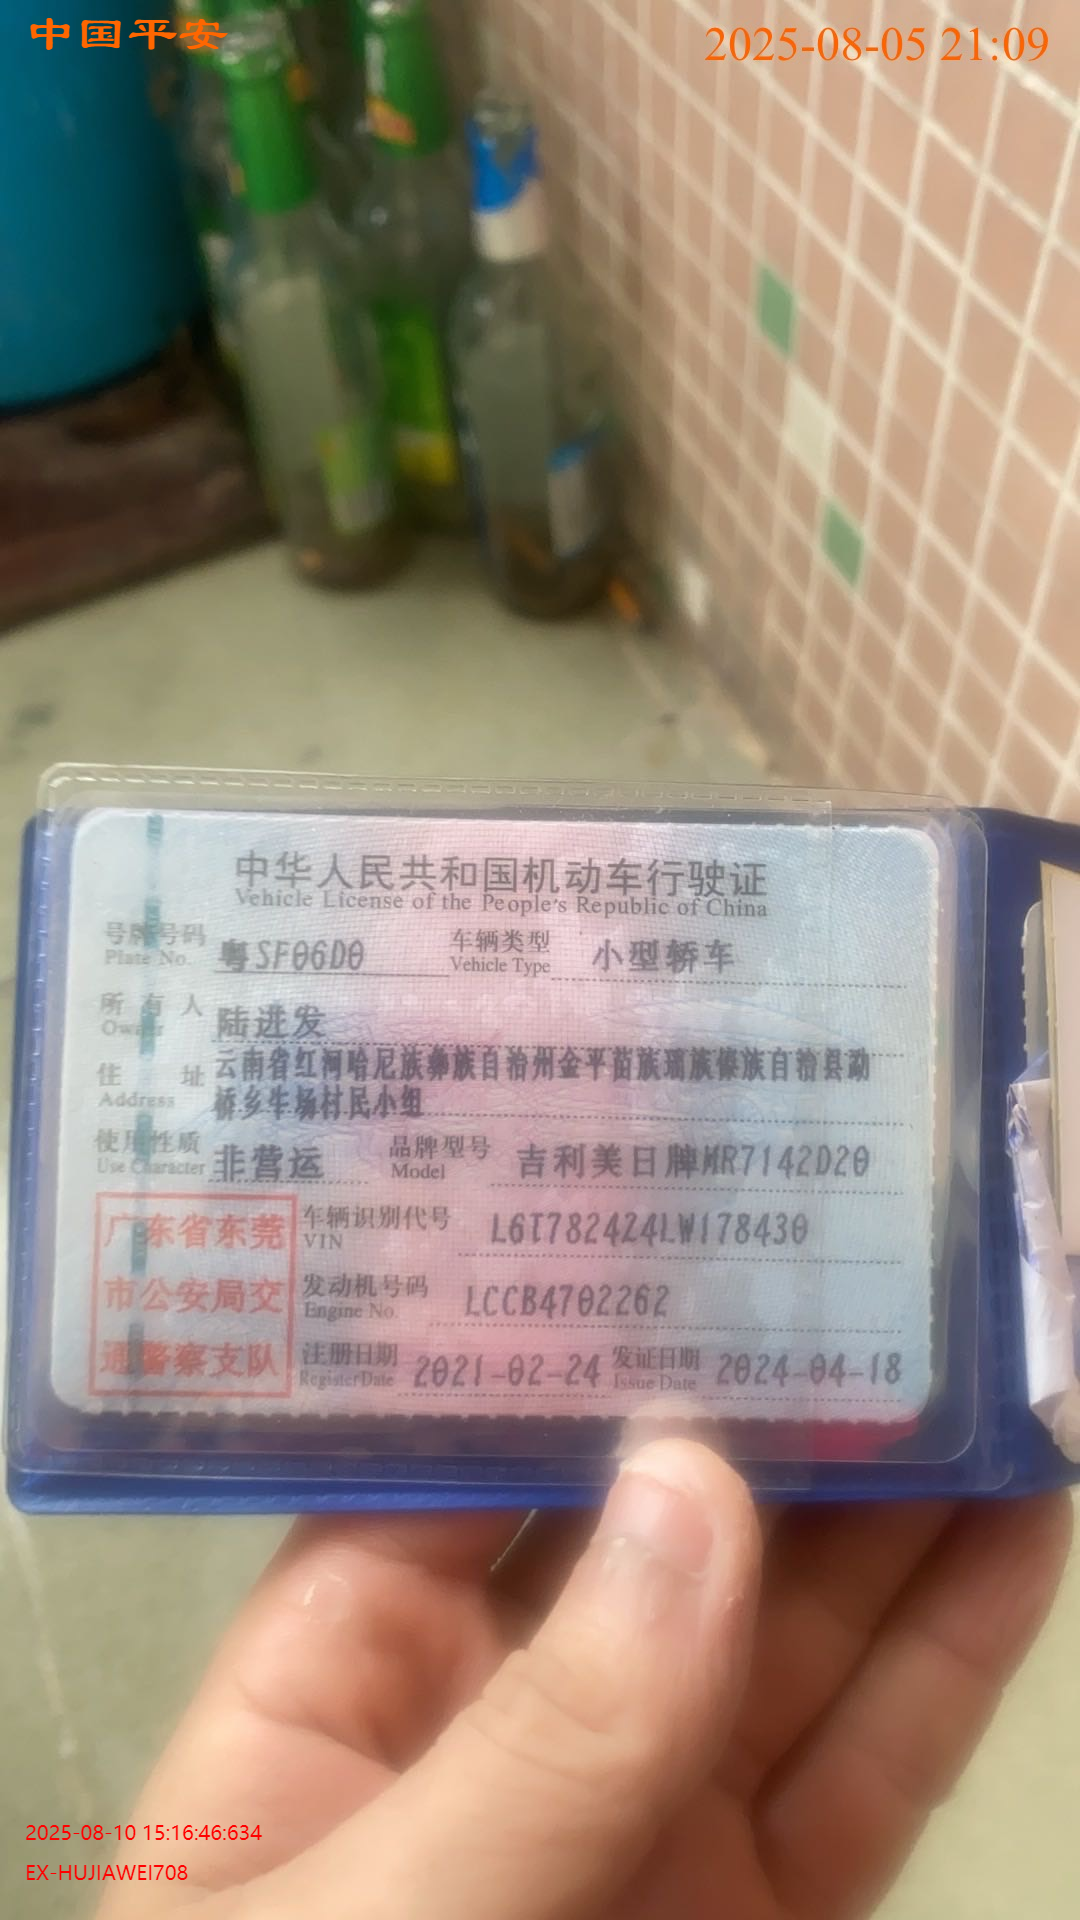 中国平安
2025-08-05 21:09
中华人民共和国机动车行驶证
Vehicle License of the People's Republic of China
号牌号码 粤SF06D0 车辆类型 小型轿车
Plate No. Vehicle Type
所有人 陆进发
Owner
住址 云南省红河哈尼族彝族自治州金平苗族瑶族傣族自治县勐
Address 桥乡牛场村民小组
使用性质 非营运 品牌型号 吉利美日牌MR7142D20
Use Character Model
广东省东莞 车辆识别代号 L6T7824Z4LW178430
VIN
市公安局交 发动机号码 LCCB4702262
Engine No.
通警察支队 注册日期 2021-02-24 发证日期 2024-04-18
Register Date Issue Date
2025-08-10 15:16:46:634
EX-HUJIAWEI708